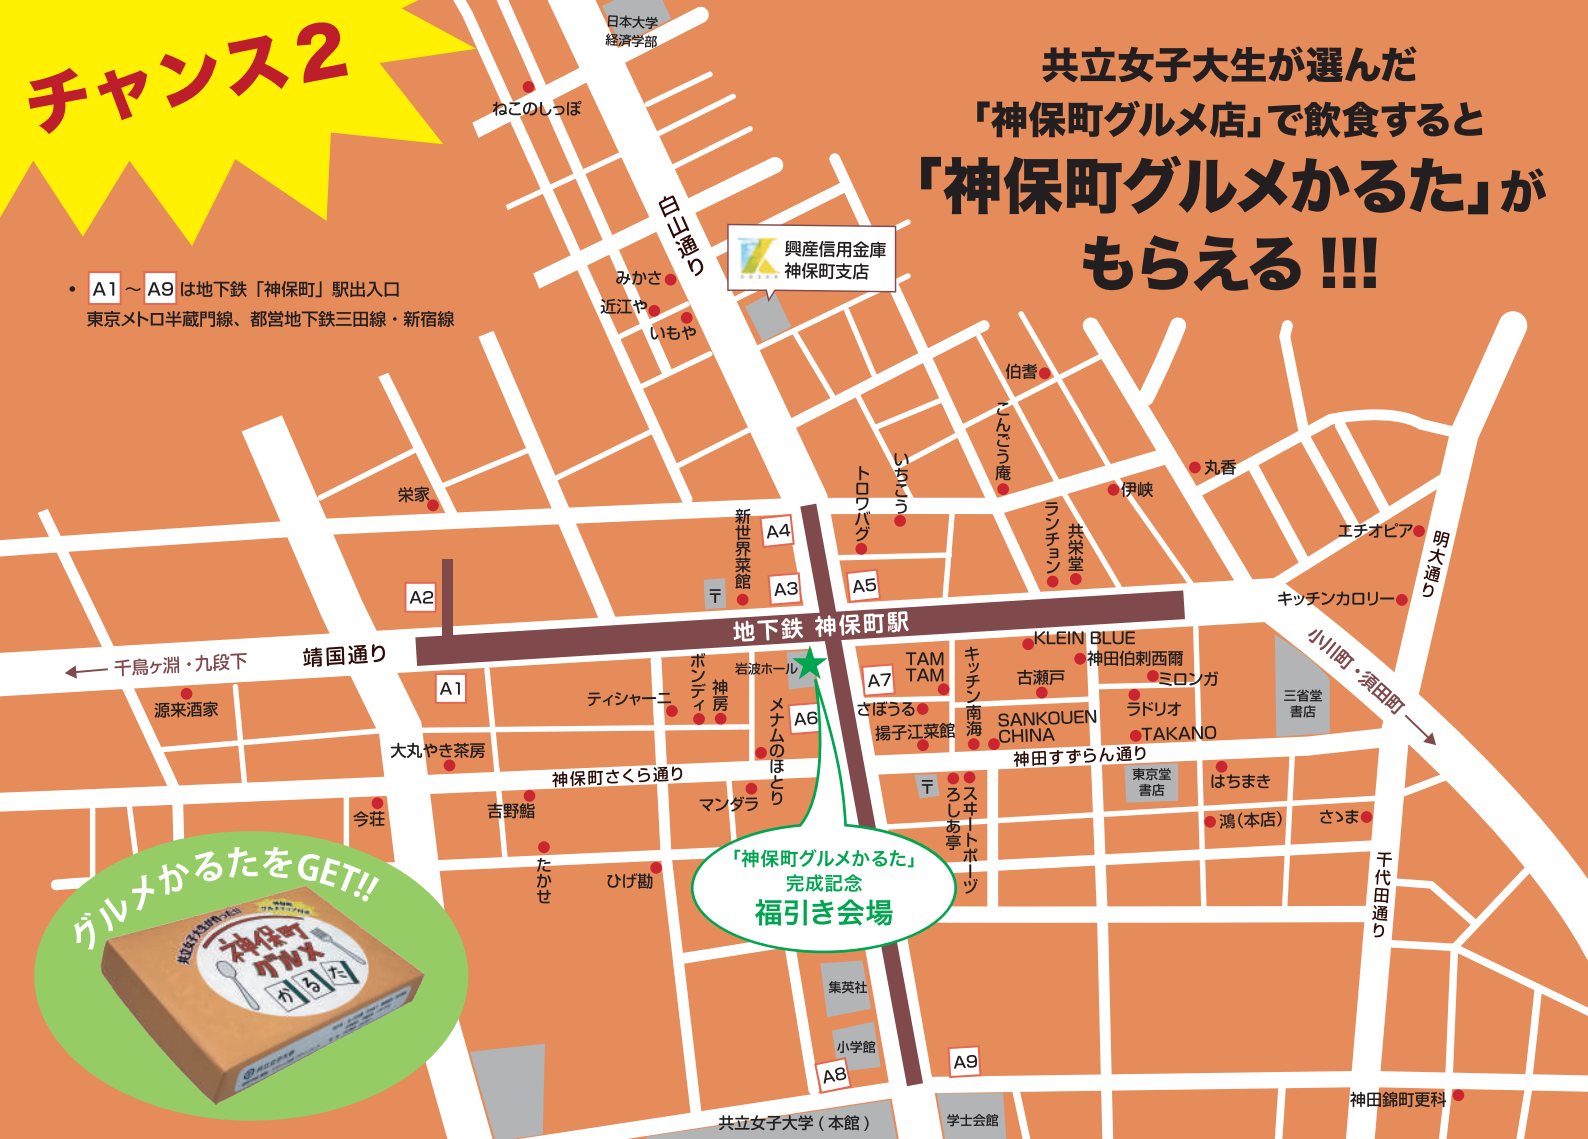 チャンス2
共立女子大生が選んだ
「神保町グルメ店」で飲食すると
「神保町グルメかるた」が
もらえる!!!
• A1 〜 A9 は地下鉄「神保町」駅出入口
東京メトロ半蔵門線、都営地下鉄三田線・新宿線
日本大学
経済学部
ねこのしっぽ
白山通り
興産信用金庫
神保町支店
みかさ
近江や
いもや
伯耆
こんごう庵
丸香
伊峡
いちこう
トロワバグ
ランチョン
共栄堂
エチオピア
明大通り
キッチンカロリー
栄家
新世界菜館
A4
A3
A5
A2
〒
地下鉄 神保町駅
靖国通り
千鳥ヶ淵・九段下
小川町・須田町
源来酒家
A1
ティシャーニ
ボンディ
神房
岩波ホール
メナムのほとり
A6
A7
TAM
TAM
さぼうる
揚子江菜館
キッチン南海
KLEIN BLUE
神田伯剌西爾
古瀬戸
ミロンガ
ラドリオ
SANKOUEN
CHINA
TAKANO
三省堂
書店
大丸やき茶房
神保町さくら通り
神田すずらん通り
〒
ろしあ亭
スヰートポーヅ
東京堂
書店
はちまき
鴻(本店)
さゝま
今荘
吉野鮨
マンダラ
たかせ
ひげ勘
千代田通り
「神保町グルメかるた」
完成記念
福引き会場
グルメかるたをGET!!
共立女子大生が作った!!
神保町
グルメ
かるた
共立女子大学
集英社
小学館
A8
A9
共立女子大学(本館)
学士会館
神田錦町更科